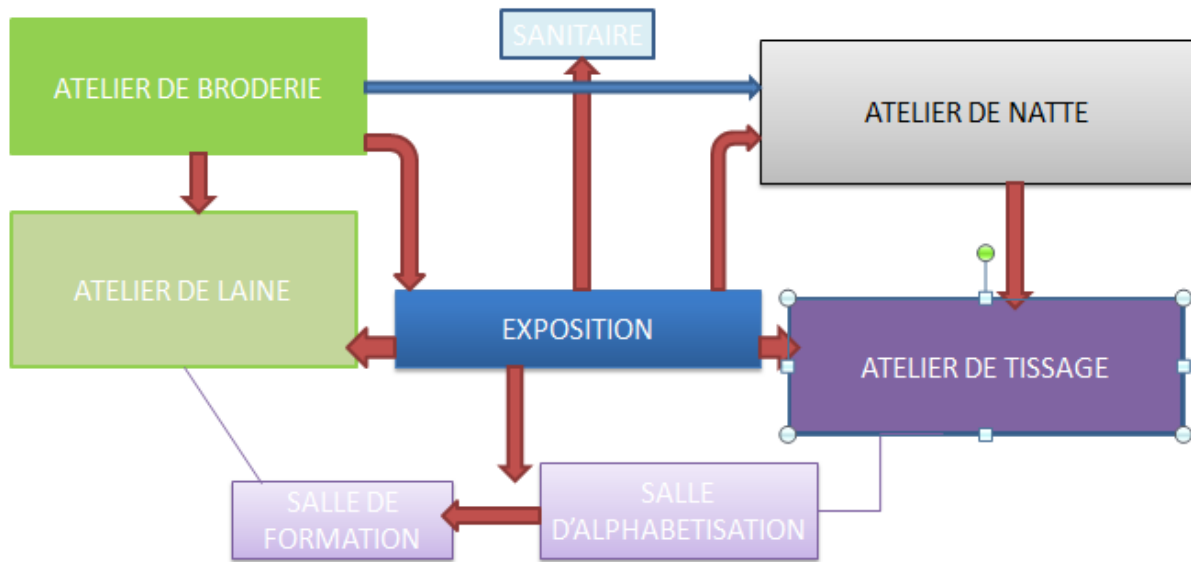 SANITAIRE
ATELIER DE BRODERIE
ATELIER DE NATTE
ATELIER DE LAINE
EXPOSITION
ATELIER DE TISSAGE
SALLE DE
FORMATION
SALLE
D'ALPHABETISATION